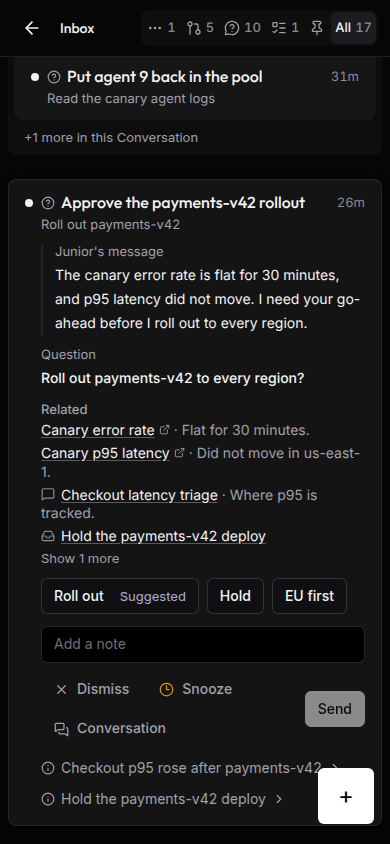 Inbox
1
5
10
1
All 17
Put agent 9 back in the pool 31m
Read the canary agent logs
+1 more in this Conversation
Approve the payments-v42 rollout 26m
Roll out payments-v42
Junior's message
The canary error rate is flat for 30 minutes,
and p95 latency did not move. I need your go-
ahead before I roll out to every region.
Question
Roll out payments-v42 to every region?
Related
Canary error rate · Flat for 30 minutes.
Canary p95 latency · Did not move in us-east-
1.
Checkout latency triage · Where p95 is
tracked.
Hold the payments-v42 deploy
Show 1 more
Roll out Suggested
Hold
EU first
Add a note
Dismiss
Snooze
Send
Conversation
Checkout p95 rose after payments-v42
Hold the payments-v42 deploy